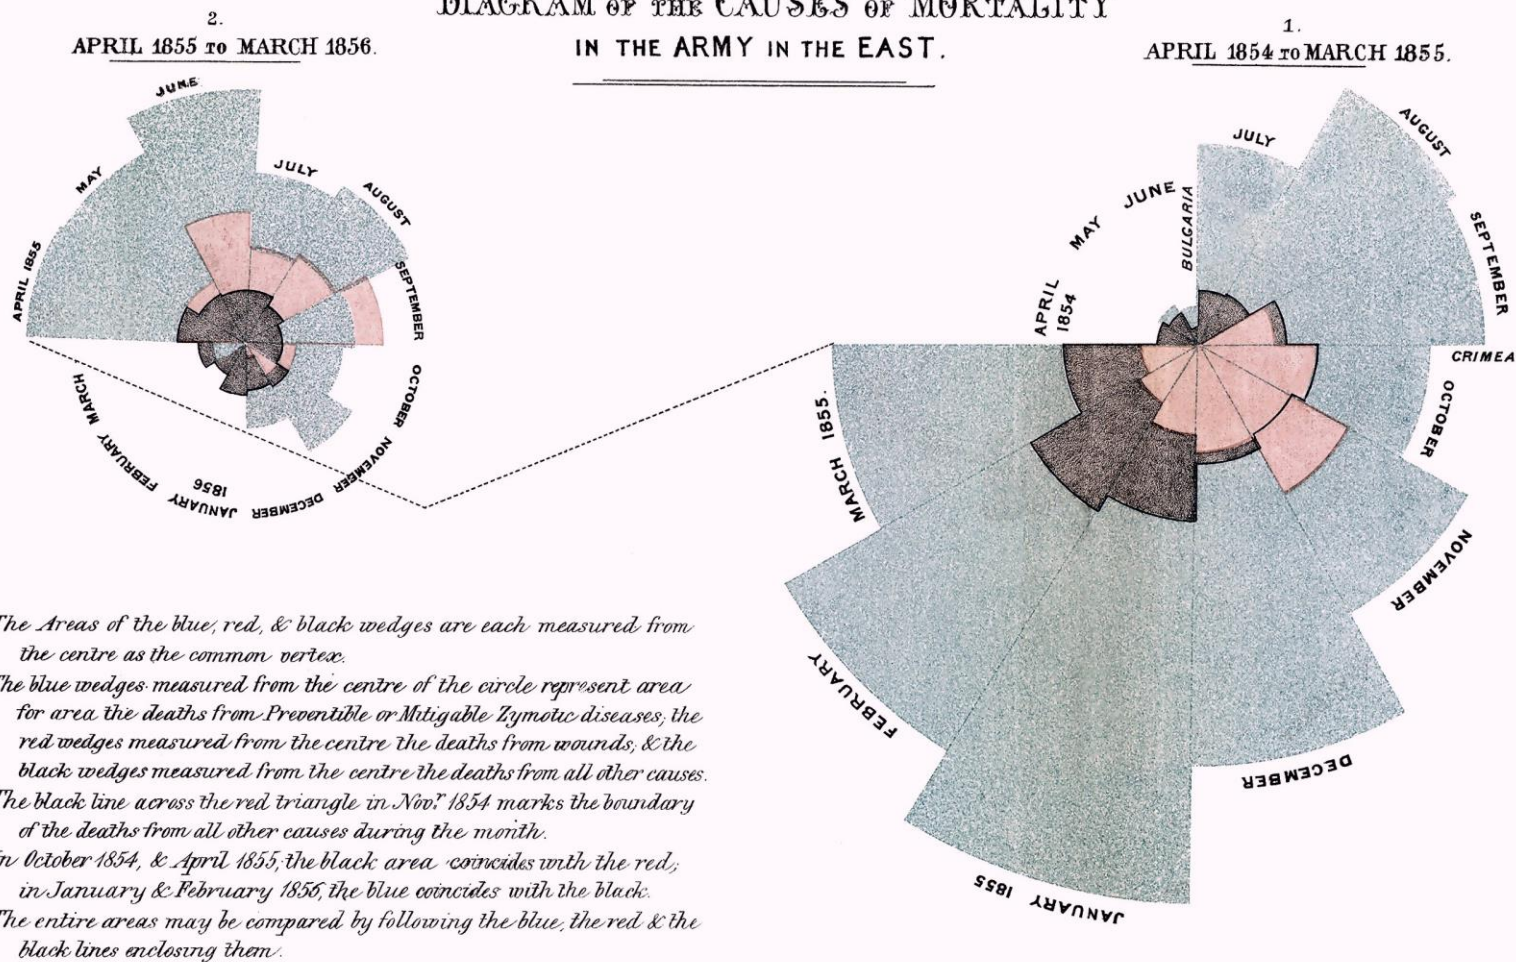 DIAGRAM OF THE CAUSES OF MORTALITY
IN THE ARMY IN THE EAST.
2.
APRIL 1855 TO MARCH 1856.
1.
APRIL 1854 TO MARCH 1855.
JUNE
MAY
APRIL 1855
JULY
AUGUST
SEPTEMBER
OCTOBER
NOVEMBER
DECEMBER
JANUARY
1856
FEBRUARY
MARCH
APRIL
1854
MAY
JUNE
BULGARIA
JULY
AUGUST
SEPTEMBER
CRIMEA
OCTOBER
NOVEMBER
DECEMBER
JANUARY 1855
FEBRUARY
MARCH 1855.
The Areas of the blue, red, & black wedges are each measured from
the centre as the common vertex.
The blue wedges measured from the centre of the circle represent area
for area the deaths from Preventible or Mitigable Zymotic diseases; the
red wedges measured from the centre the deaths from wounds; & the
black wedges measured from the centre the deaths from all other causes.
The black line across the red triangle in Novr. 1854 marks the boundary
of the deaths from all other causes during the month.
In October 1854, & April 1855, the black area coincides with the red;
in January & February 1856, the blue coincides with the black.
The entire areas may be compared by following the blue, the red & the
black lines enclosing them.